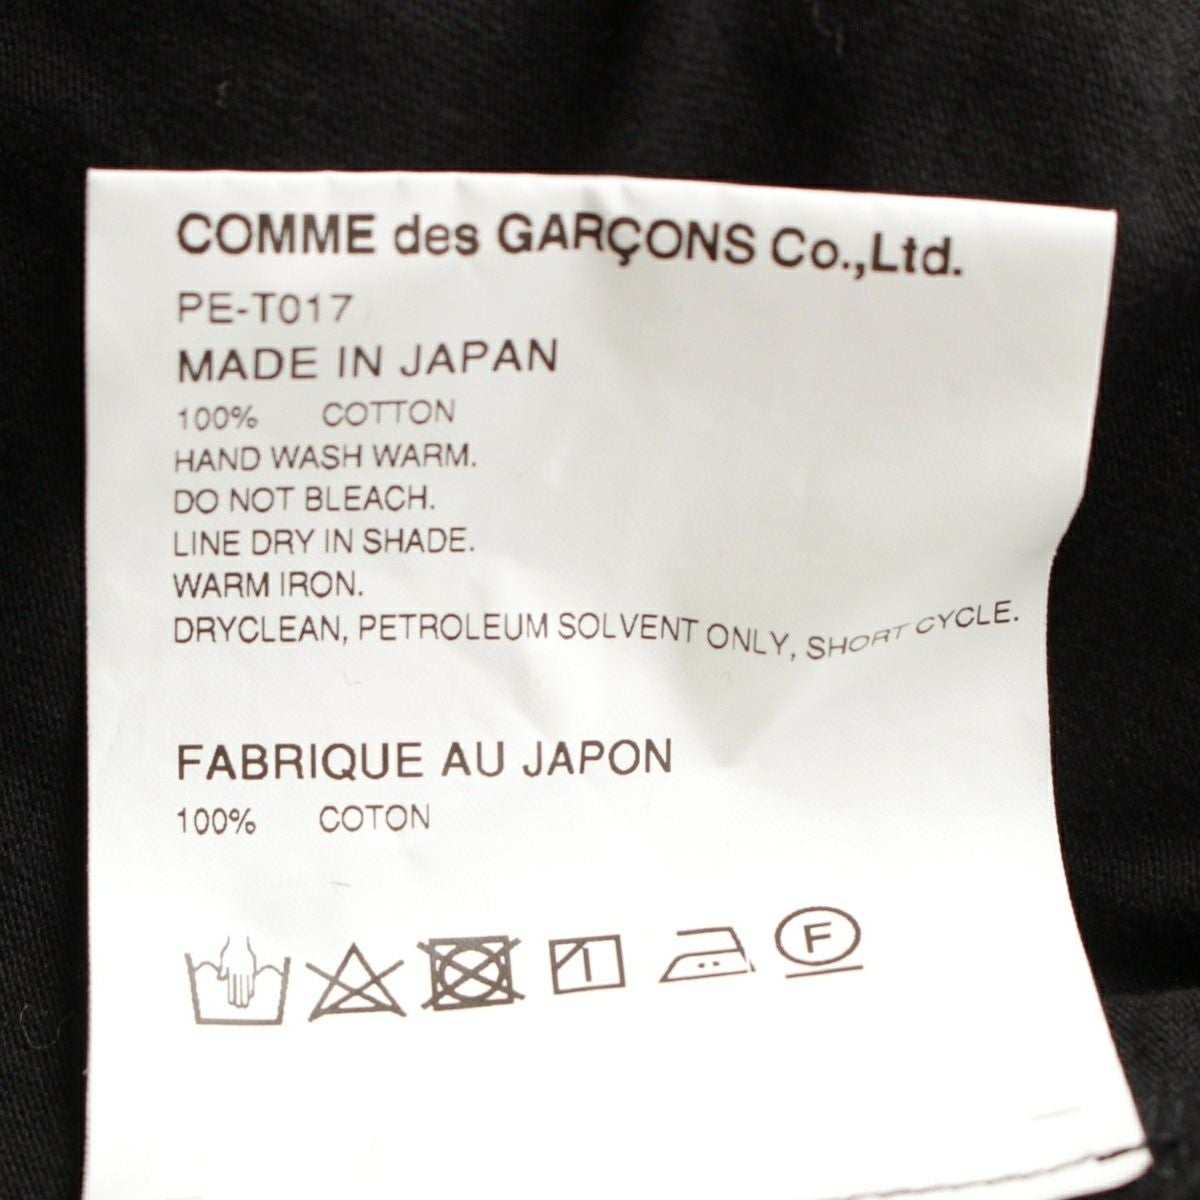 COMME des GARÇONS Co.,Ltd.
PE-T017
MADE IN JAPAN
100% COTTON
HAND WASH WARM.
DO NOT BLEACH.
LINE DRY IN SHADE.
WARM IRON.
DRYCLEAN, PETROLEUM SOLVENT ONLY, SHORT CYCLE.
FABRIQUE AU JAPON
100% COTON
F